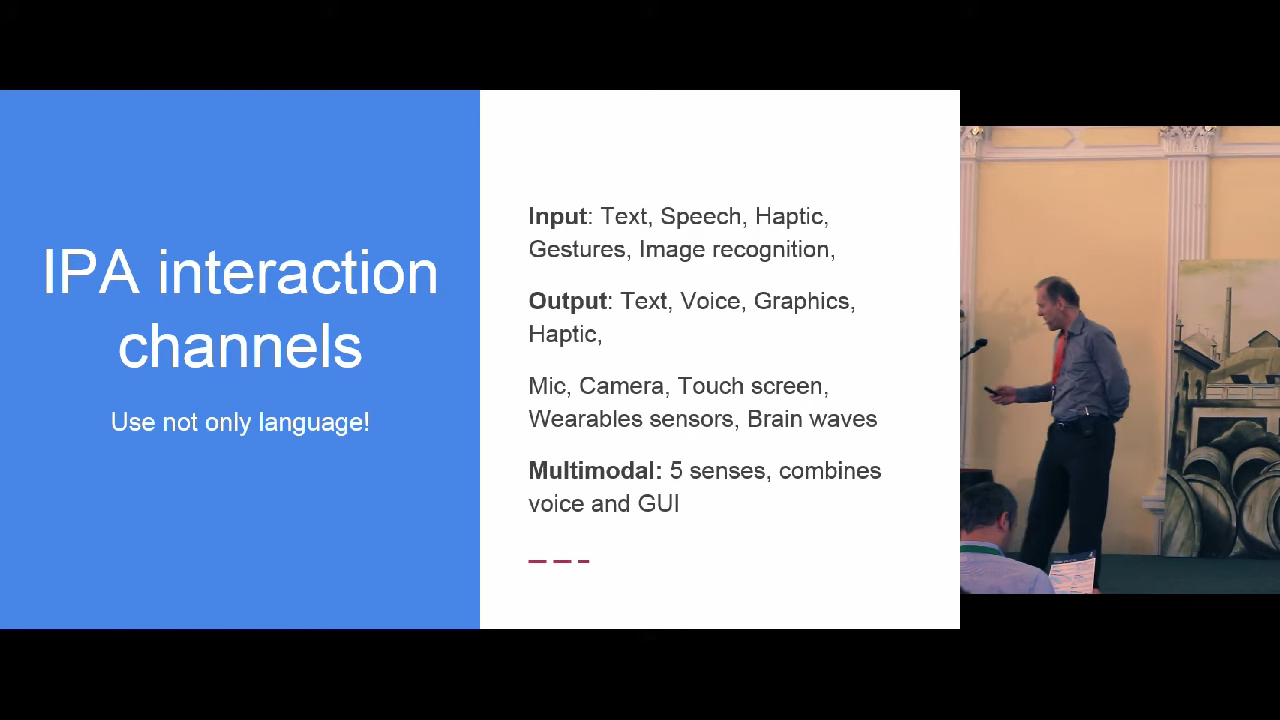 IPA interaction
channels
Use not only language!
Input: Text, Speech, Haptic,
Gestures, Image recognition,
Output: Text, Voice, Graphics,
Haptic,
Mic, Camera, Touch screen,
Wearables sensors, Brain waves
Multimodal: 5 senses, combines
voice and GUI